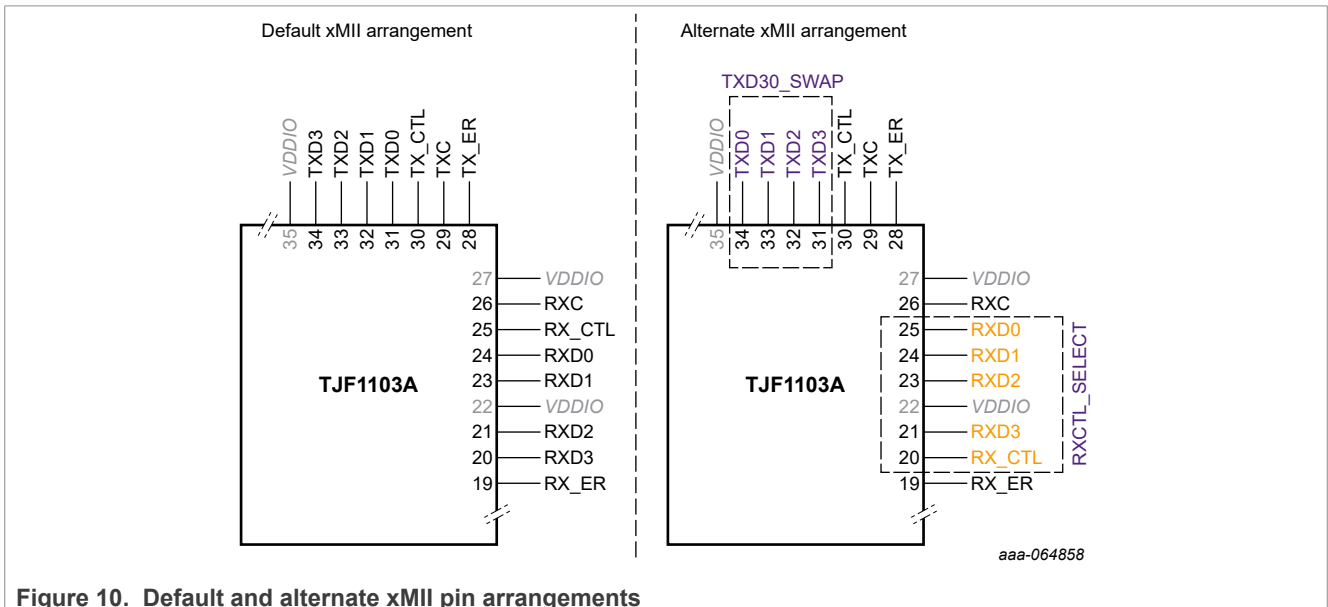 Default xMII arrangement
VDDIO
TXD3
TXD2
TXD1
TXD0
TX_CTL
TXC
TX_ER
35
34
33
32
31
30
29
28
27 VDDIO
26 RXC
25 RX_CTL
24 RXD0
23 RXD1
22 VDDIO
21 RXD2
20 RXD3
19 RX_ER
TJF1103A
Alternate xMII arrangement
TXD30_SWAP
VDDIO
TXD0
TXD1
TXD2
TXD3
TX_CTL
TXC
TX_ER
35
34
33
32
31
30
29
28
27 VDDIO
26 RXC
25 RXD0
24 RXD1
23 RXD2
22 VDDIO
21 RXD3
20 RX_CTL
19 RX_ER
RXCTL_SELECT
TJF1103A
aaa-064858
Figure 10. Default and alternate xMII pin arrangements